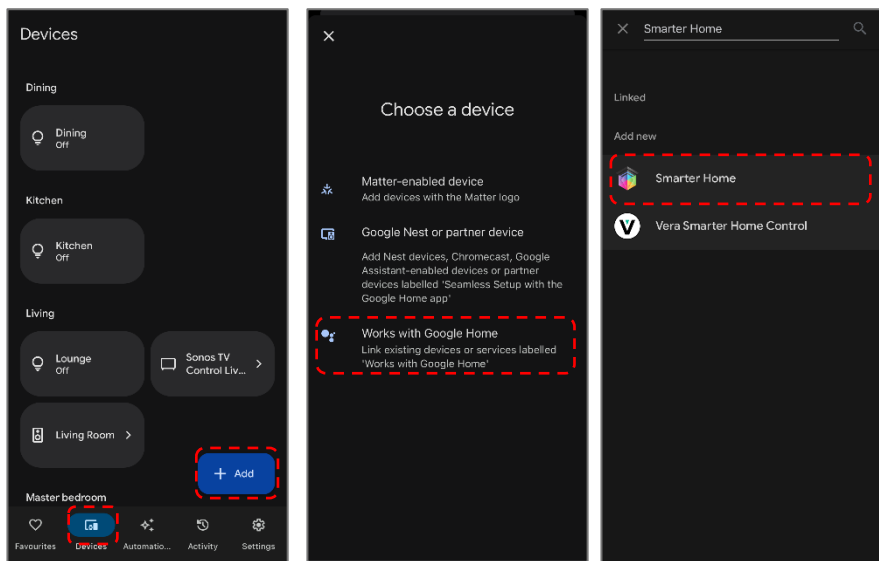 Devices
Dining
Dining
Off
Kitchen
Kitchen
Off
Living
Lounge
Off
Sonos TV
Control Liv...
Living Room
+ Add
Master bedroom
Favourites
Devices
Automatio...
Activity
Settings
Choose a device
Matter-enabled device
Add devices with the Matter logo
Google Nest or partner device
Add Nest devices, Chromecast, Google
Assistant-enabled devices or partner
devices labelled 'Seamless Setup with the
Google Home app'
Works with Google Home
Link existing devices or services labelled
'Works with Google Home'
Smarter Home
Linked
Add new
Smarter Home
V
Vera Smarter Home Control